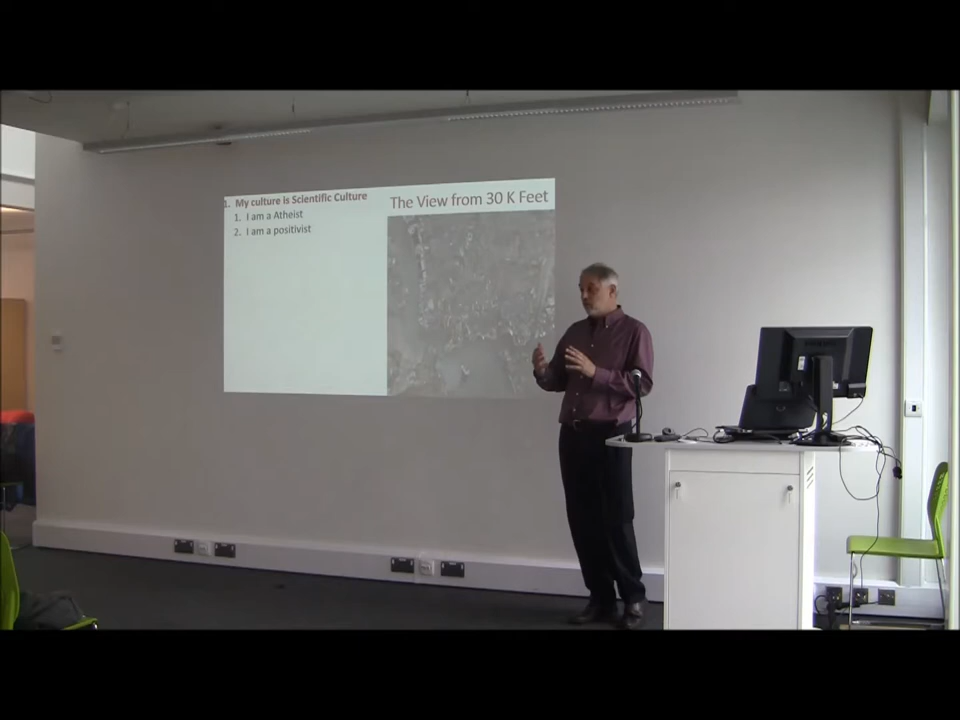 The View from 30 K Feet
1. My culture is Scientific Culture
1. I am a Atheist
2. I am a positivist